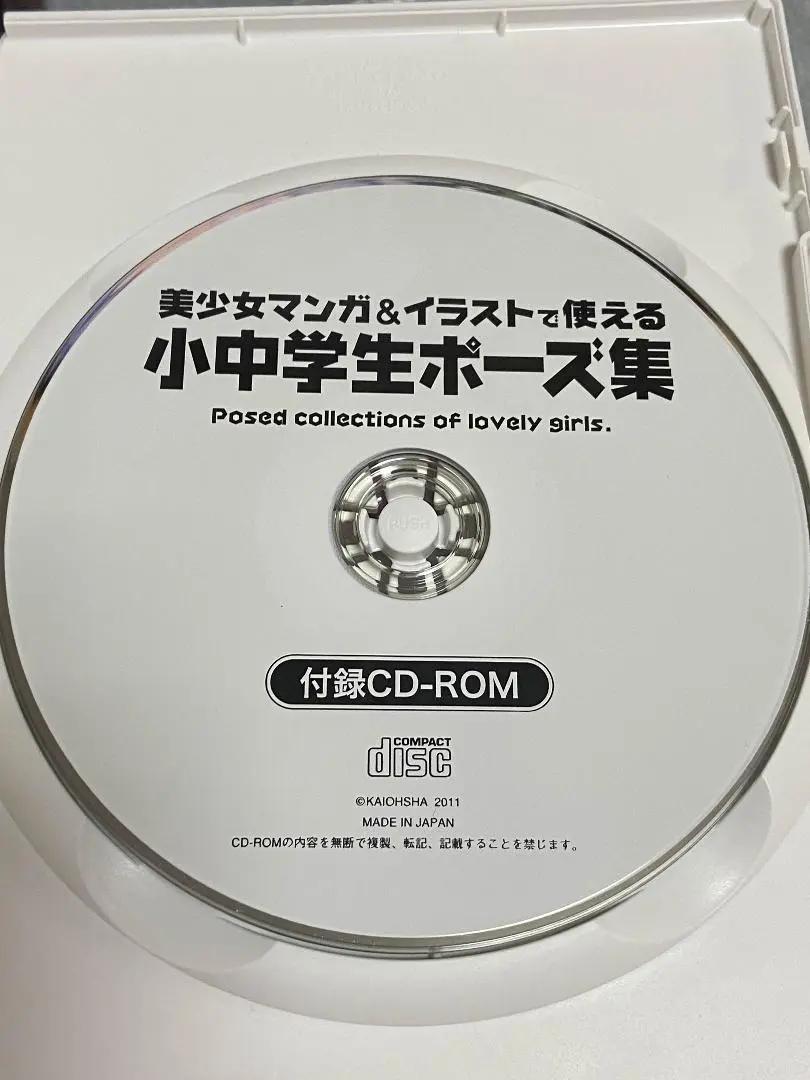 美少女マンガ&イラストで使える
小中学生ポーズ集
Posed collections of lovely girls.
PUSH
付録CD-ROM
COMPACT
disc
©KAIOHSHA 2011
MADE IN JAPAN
CD-ROMの内容を無断で複製、転記、記載することを禁じます。